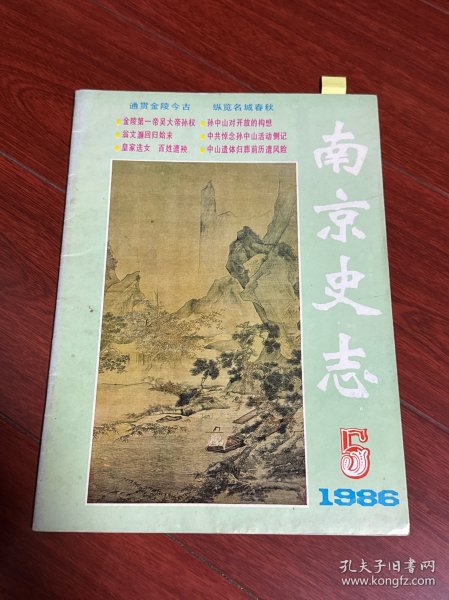 通贯金陵今古 纵览名城春秋
金陵第一帝吴大帝孙权
翁文灏回归始末
皇家选女 百姓遭殃
孙中山对开放的构想
中共悼念孙中山活动侧记
中山遗体归葬前历遭风险
南京史志
5
1986
孔夫子旧书网
www.kongfz.com